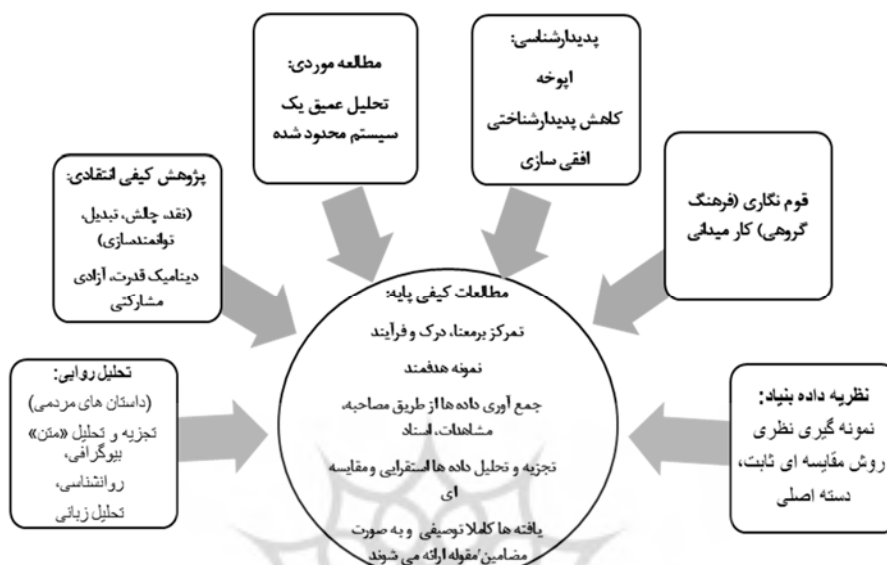 پدیدارشناسی:
اپوخه
کاهش پدیدارشناختی
افقی سازی
مطالعه موردی:
تحلیل عمیق یک
سیستم محدود شده
قوم نگاری (فرهنگ
گروهی) کار میدانی
پژوهش کیفی انتقادی:
(نقد، چالش، تبدیل،
توانمندسازی)
دینامیک قدرت، آزادی
مشارکتی
نظریه داده بنیاد:
نمونه گیری نظری
روش مقایسه ای ثابت،
دسته اصلی
تحلیل روایی:
(داستان های مردمی)
تجزیه و تحلیل «متن»
بیوگرافی،
روانشناسی،
تحلیل زبانی
مطالعات کیفی پایه:
تمرکز برمعنا، درک و فرآیند
نمونه هدفمند
جمع آوری داده ها از طریق مصاحبه،
مشاهدات، اسناد
تجزیه و تحلیل داده ها استقرایی و مقایسه
ای
یافته ها کاملا توصیفی و به صورت
مضامین/مقوله ارائه می شوند